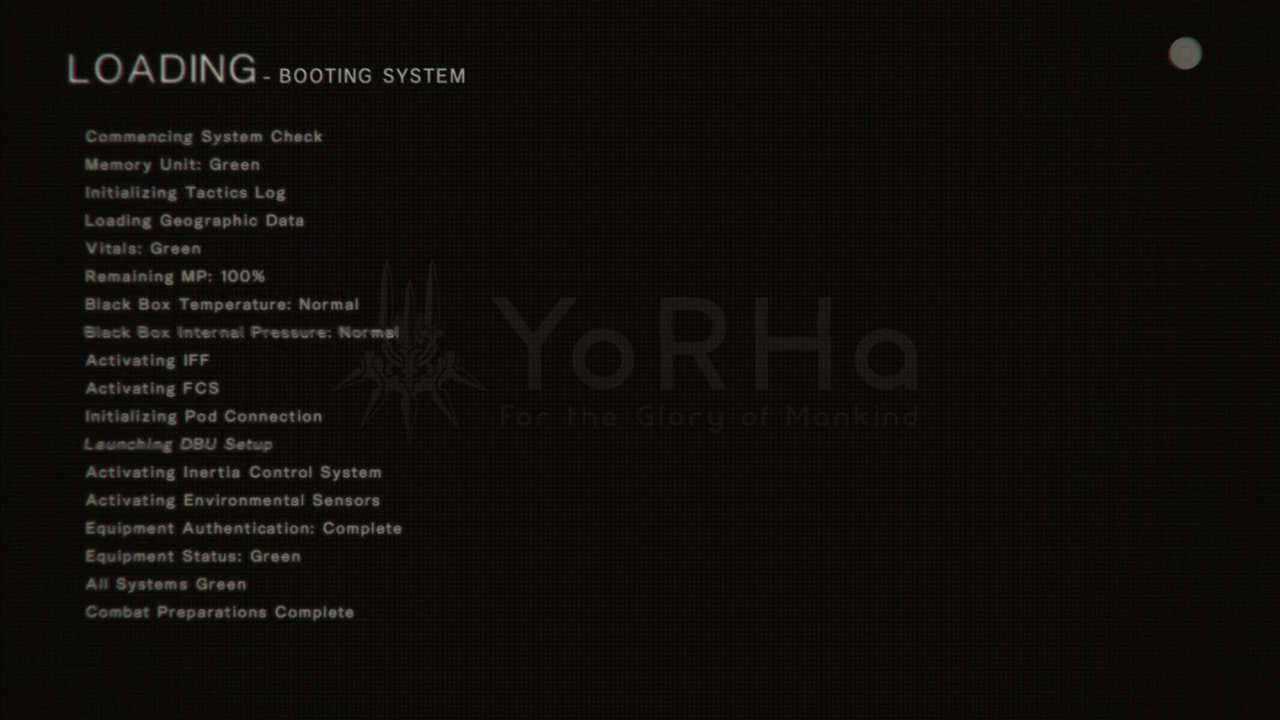 LOADING - BOOTING SYSTEM
Commencing System Check
Memory Unit: Green
Initializing Tactics Log
Loading Geographic Data
Vitals: Green
Remaining MP: 100%
Black Box Temperature: Normal
Black Box Internal Pressure: Normal
Activating IFF
Activating FCS
Initializing Pod Connection
Launching DBU Setup
Activating Inertia Control System
Activating Environmental Sensors
Equipment Authentication: Complete
Equipment Status: Green
All Systems Green
Combat Preparations Complete
YoRHa
For the Glory of Mankind